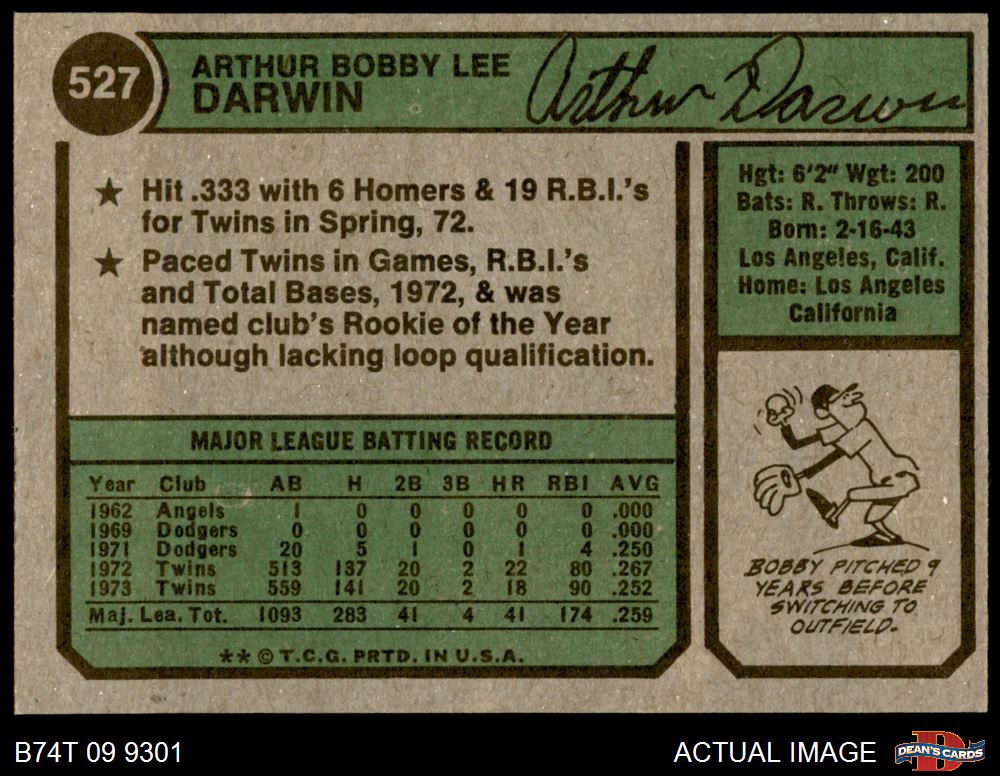 527
ARTHUR BOBBY LEE
DARWIN
Arthur Darwin
★ Hit .333 with 6 Homers & 19 R.B.I.'s
for Twins in Spring, 72.
★ Paced Twins in Games, R.B.I.'s
and Total Bases, 1972, & was
named club's Rookie of the Year
although lacking loop qualification.
Hgt: 6'2" Wgt: 200
Bats: R. Throws: R.
Born: 2-16-43
Los Angeles, Calif.
Home: Los Angeles
California
MAJOR LEAGUE BATTING RECORD
Year Club AB H 2B 3B HR RBI AVG
1962 Angels 1 0 0 0 0 0 .000
1969 Dodgers 0 0 0 0 0 0 .000
1971 Dodgers 20 5 1 0 1 4 .250
1972 Twins 513 137 20 2 22 80 .267
1973 Twins 559 141 20 2 18 90 .252
Maj. Lea. Tot. 1093 283 41 4 41 174 .259
** © T.C.G. PRTD. IN U.S.A.
BOBBY PITCHED 9
YEARS BEFORE
SWITCHING TO
OUTFIELD.
B74T 09 9301
ACTUAL IMAGE
DEAN'S CARDS